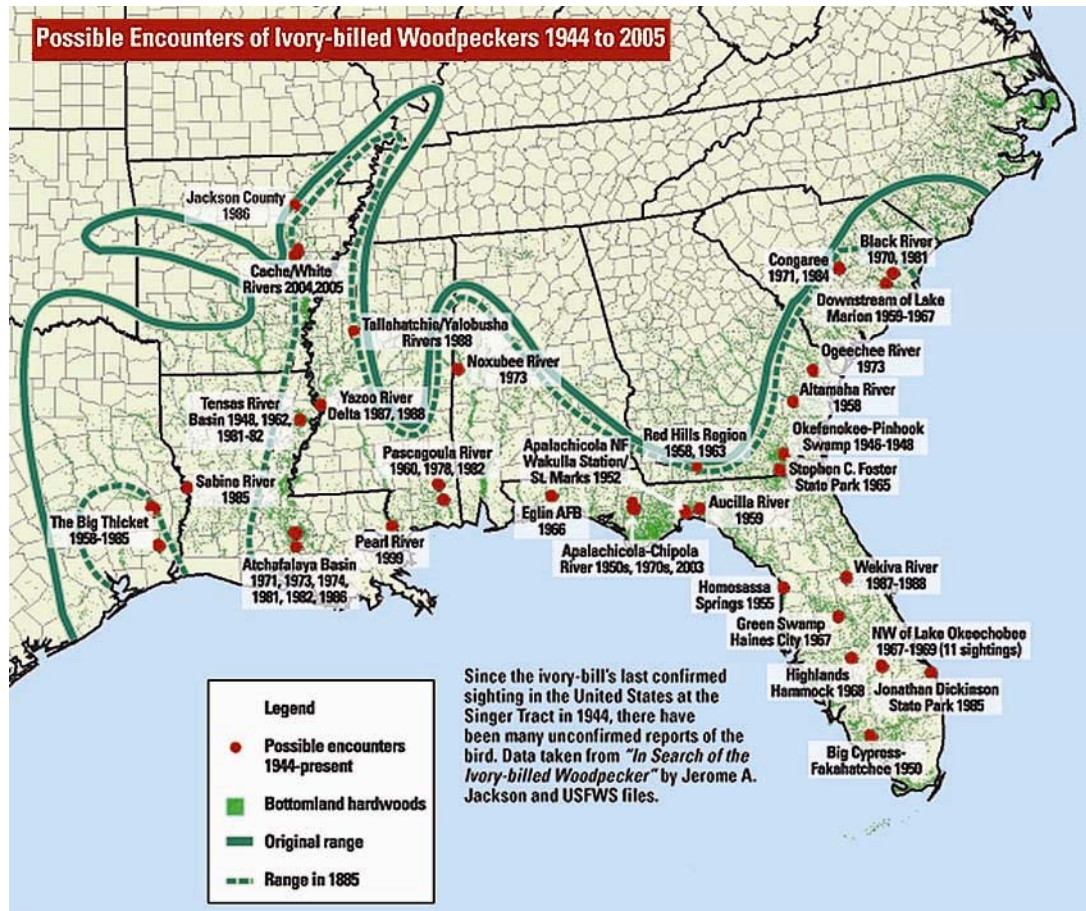 Possible Encounters of Ivory-billed Woodpeckers 1944 to 2005
Jackson County
1986
Cache/White
Rivers 2004,2005
Tallahatchie/Yalobusha
Rivers 1988
Noxubee River
1973
Yazoo River
Delta 1987, 1988
Tensas River
Basin 1948, 1962,
1981-82
Pascagoula River
1960, 1978, 1982
Sabine River
1985
The Big Thicket
1958-1985
Atchafalaya Basin
1971, 1973, 1974,
1981, 1982, 1986
Pearl River
1999
Eglin AFB
1966
Apalachicola NF
Wakulla Station/
St. Marks 1952
Apalachicola-Chipola
River 1950s, 1970s, 2003
Red Hills Region
1958, 1963
Aucilla River
1959
Congaree
1971, 1984
Black River
1970, 1981
Downstream of Lake
Marion 1959-1967
Ogeechee River
1973
Altamaha River
1958
Okefenokee-Pinhook
Swamp 1946-1948
Stephen C. Foster
State Park 1965
Homosassa
Springs 1955
Wekiva River
1987-1988
Green Swamp
Haines City 1967
NW of Lake Okeechobee
1967-1969 (11 sightings)
Highlands
Hammock 1968
Jonathan Dickinson
State Park 1985
Big Cypress-
Fakahatchee 1950
Since the ivory-bill's last confirmed
sighting in the United States at the
Singer Tract in 1944, there have
been many unconfirmed reports of the
bird. Data taken from "In Search of the
Ivory-billed Woodpecker" by Jerome A.
Jackson and USFWS files.
Legend
Possible encounters
1944-present
Bottomland hardwoods
Original range
Range in 1885